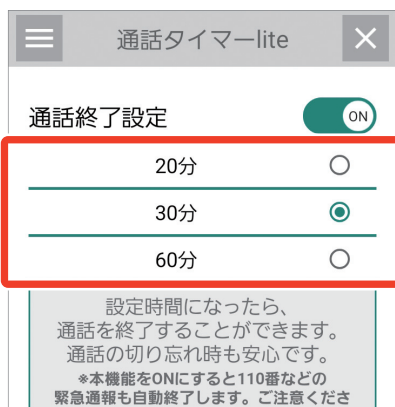 通話タイマーlite
通話終了設定 ON
20分
30分
60分
設定時間になったら、
通話を終了することができます。
通話の切り忘れ時も安心です。
※本機能をONにすると110番などの
緊急通報も自動終了します。ご注意くださ